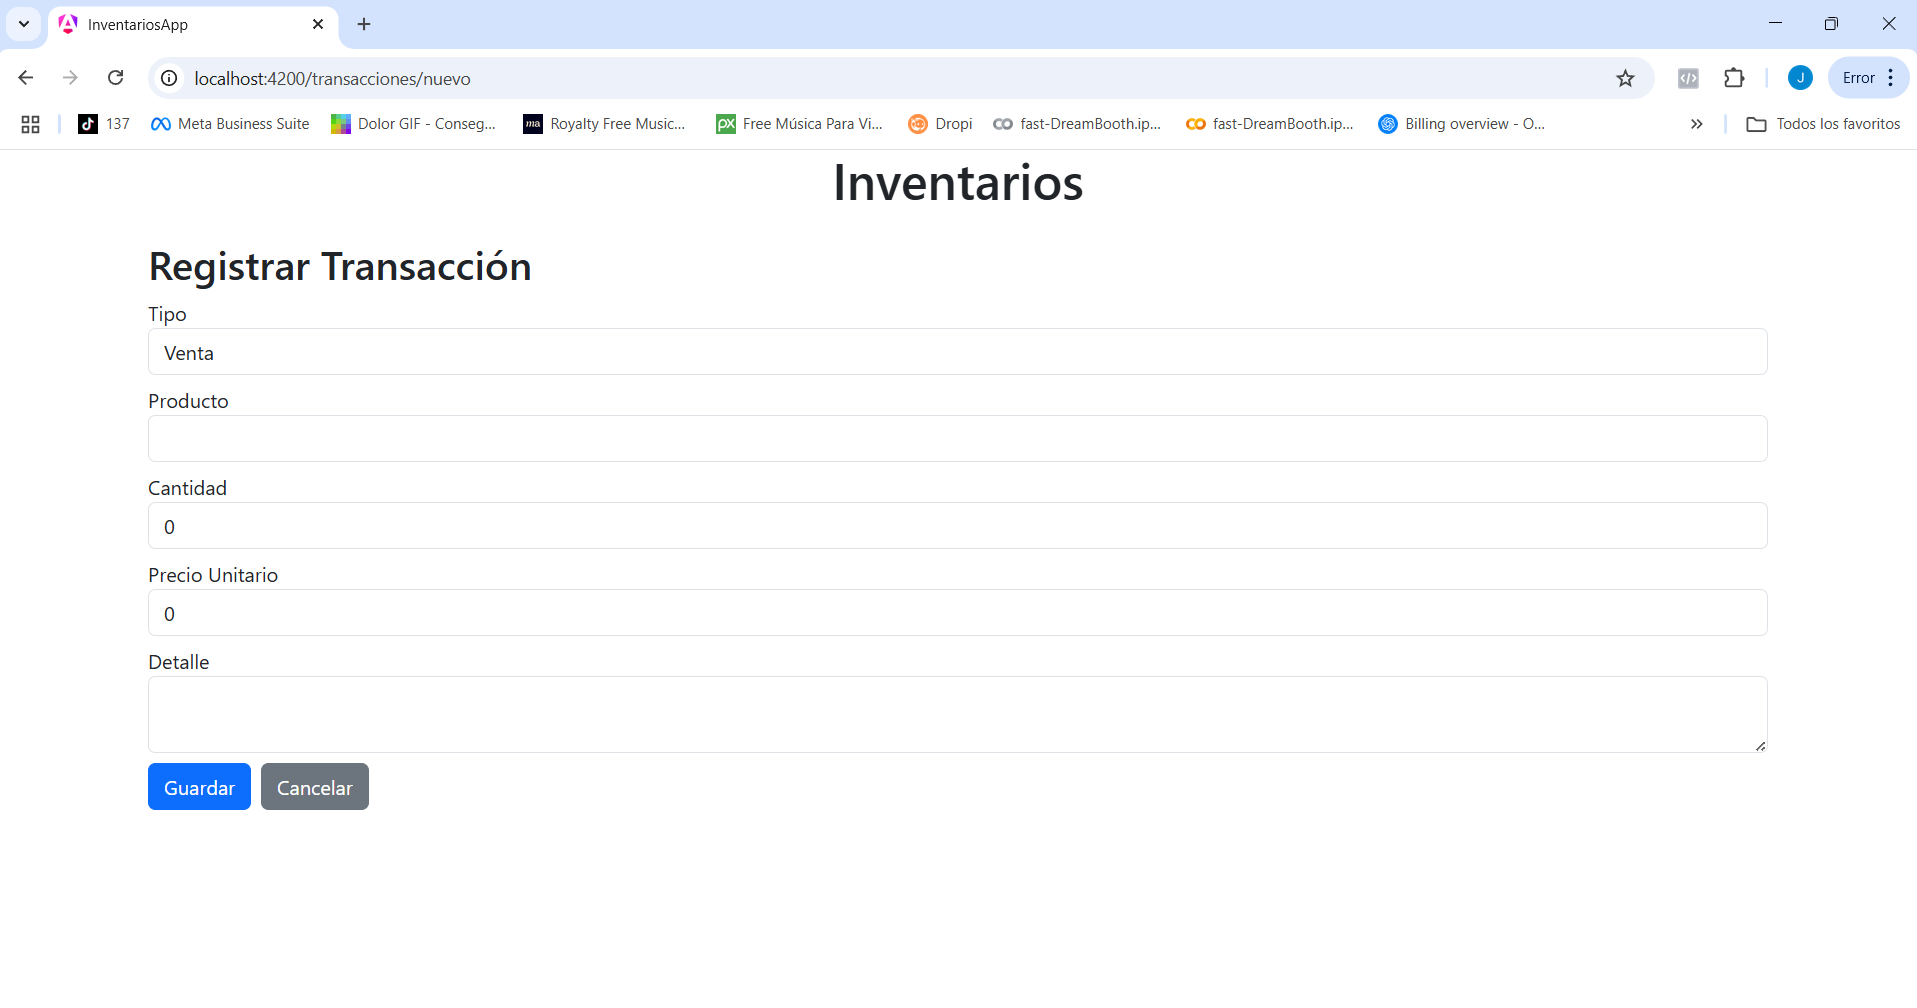 InventariosApp
localhost:4200/transacciones/nuevo
J
Error
137
Meta Business Suite
Dolor GIF - Conseg...
ma
Royalty Free Music...
px
Free Música Para Vi...
Dropi
fast-DreamBooth.ip...
fast-DreamBooth.ip...
Billing overview - O...
Todos los favoritos
Inventarios
Registrar Transacción
Tipo
Venta
Producto
Cantidad
0
Precio Unitario
0
Detalle
Guardar
Cancelar